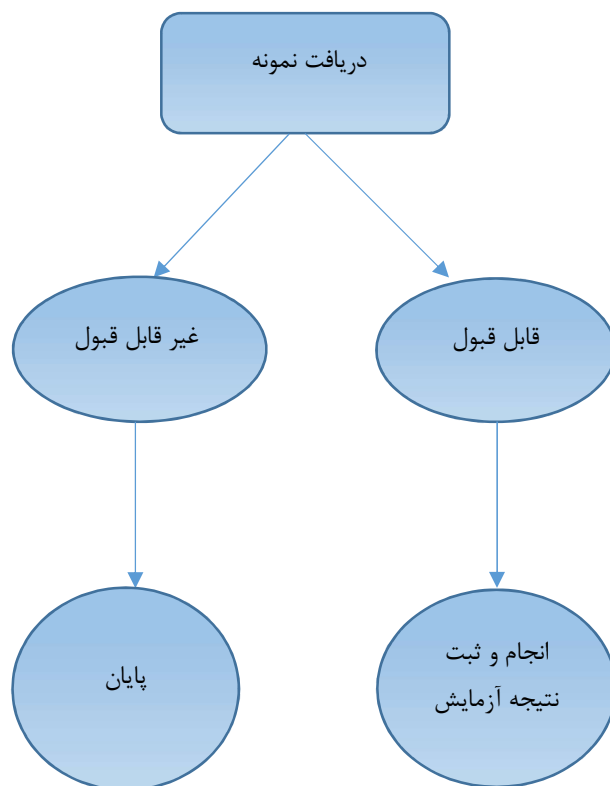 دریافت نمونه
قابل قبول
غیر قابل قبول
انجام و ثبت
نتیجه آزمایش
پایان